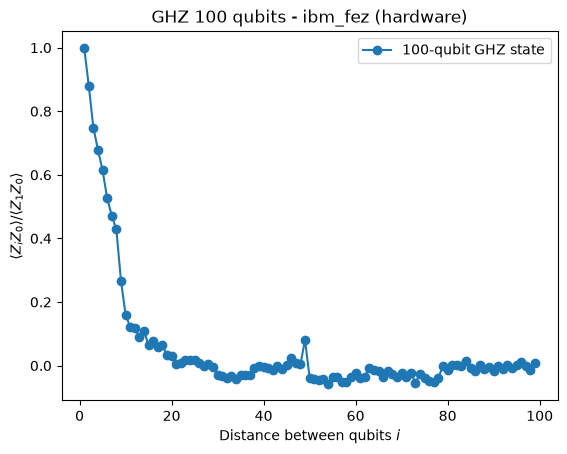 GHZ 100 qubits - ibm_fez (hardware)
100-qubit GHZ state
⟨Z_iZ_0⟩/⟨Z_1Z_0⟩
1.0
0.8
0.6
0.4
0.2
0.0
0 20 40 60 80 100
Distance between qubits i